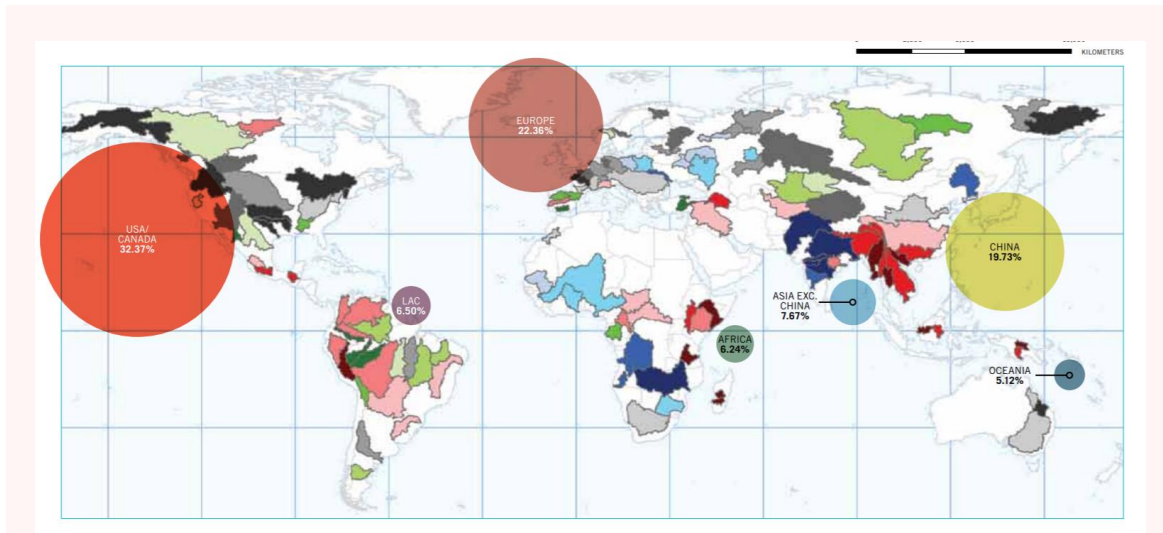 KILOMETERS
EUROPE
22.36%
USA/
CANADA
32.37%
CHINA
19.73%
LAC
6.50%
ASIA EXC.
CHINA
7.67%
AFRICA
6.24%
OCEANIA
5.12%